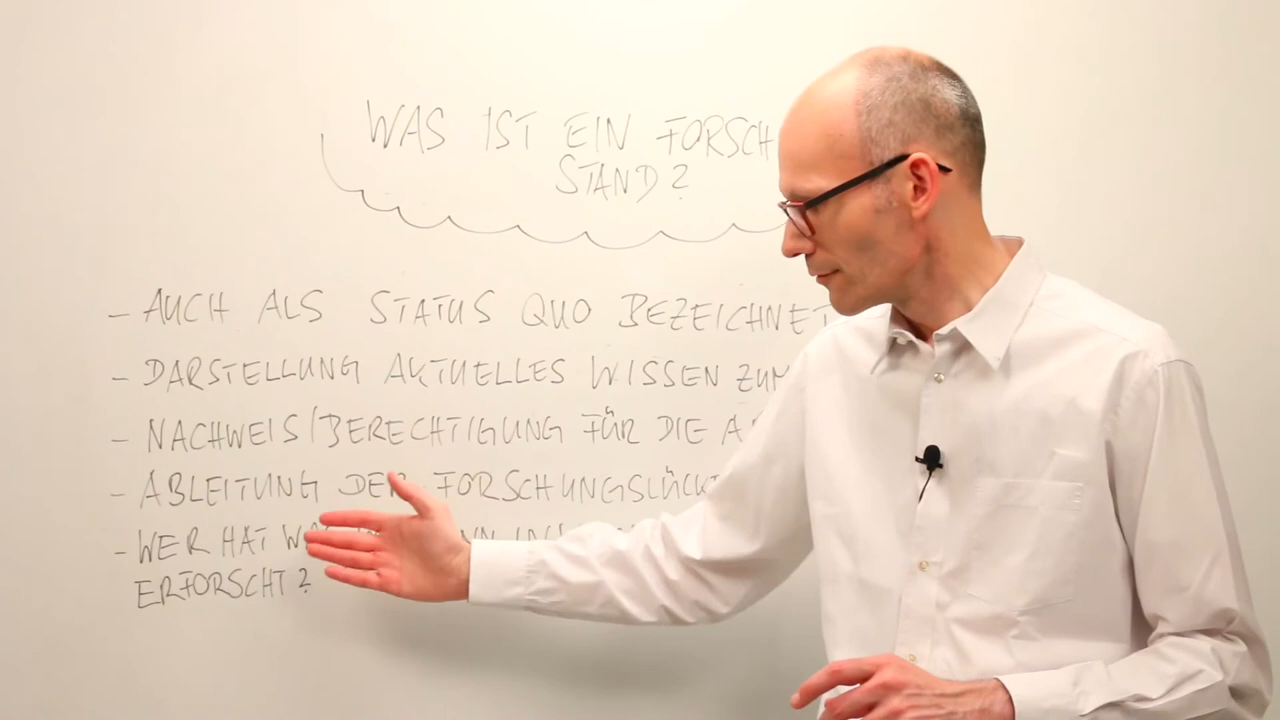 WAS IST EIN FORSCH
STAND?
- AUCH ALS STATUS QUO BEZEICHNET
- DARSTELLUNG AKTUELLES WISSEN ZUM
- NACHWEIS/BERECHTIGUNG FÜR DIE
- ABLEITUNG DER FORSCHUNGSLÜCKE
- WER HAT
ERFORSCHT?